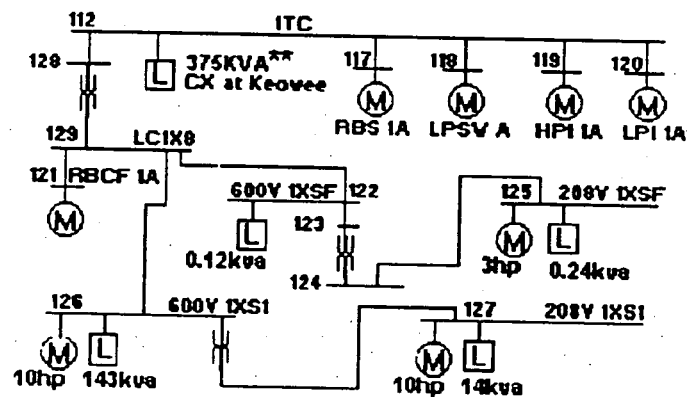 112
1TC
128
L
375KVA**
CX at Keowee
117
118
119
120
M
M
M
M
RBS 1A
LPSW A
HPI 1A
LPI 1A
129
LC1X8
121
RBCF 1A
M
600V 1XSF
122
123
L
0.12kva
124
125
208V 1XSF
M
L
3hp
0.24kva
126
600V 1XS1
M
L
10hp
143kva
127
208V 1XS1
M
L
10hp
14kva